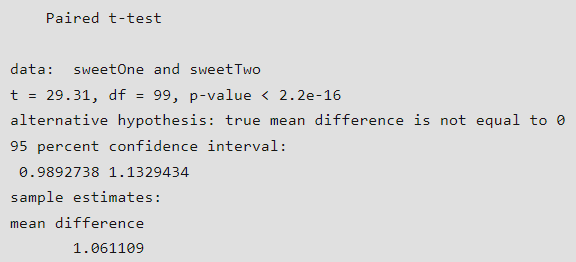 Paired t-test
data:  sweetOne and sweetTwo
t = 29.31, df = 99, p-value < 2.2e-16
alternative hypothesis: true mean difference is not equal to 0
95 percent confidence interval:
0.9892738 1.1329434
sample estimates:
mean difference
1.061109